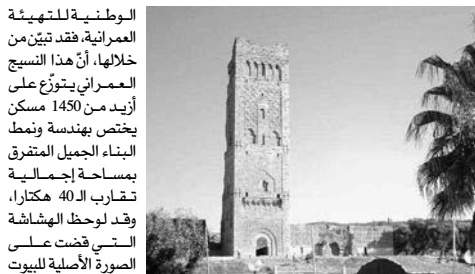 الوطنية للتهيئة
العمرانية، فقد تبيّن من
خلالها، أنّ هذا النسيج
العمراني يتوزّع على
أزيد من 1450 مسكن
يختص بهندسة ونمط
البناء الجميل المتفرق
بمساحة إجمالية
تقارب الـ 40 هكتارا،
وقد لوحظ الهشاشة
التي قضت على
الصورة الأصلية للبيوت